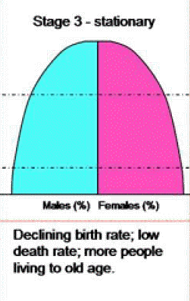 Stage 3 - stationary
Males (%) Females (%)
Declining birth rate; low
death rate; more people
living to old age.